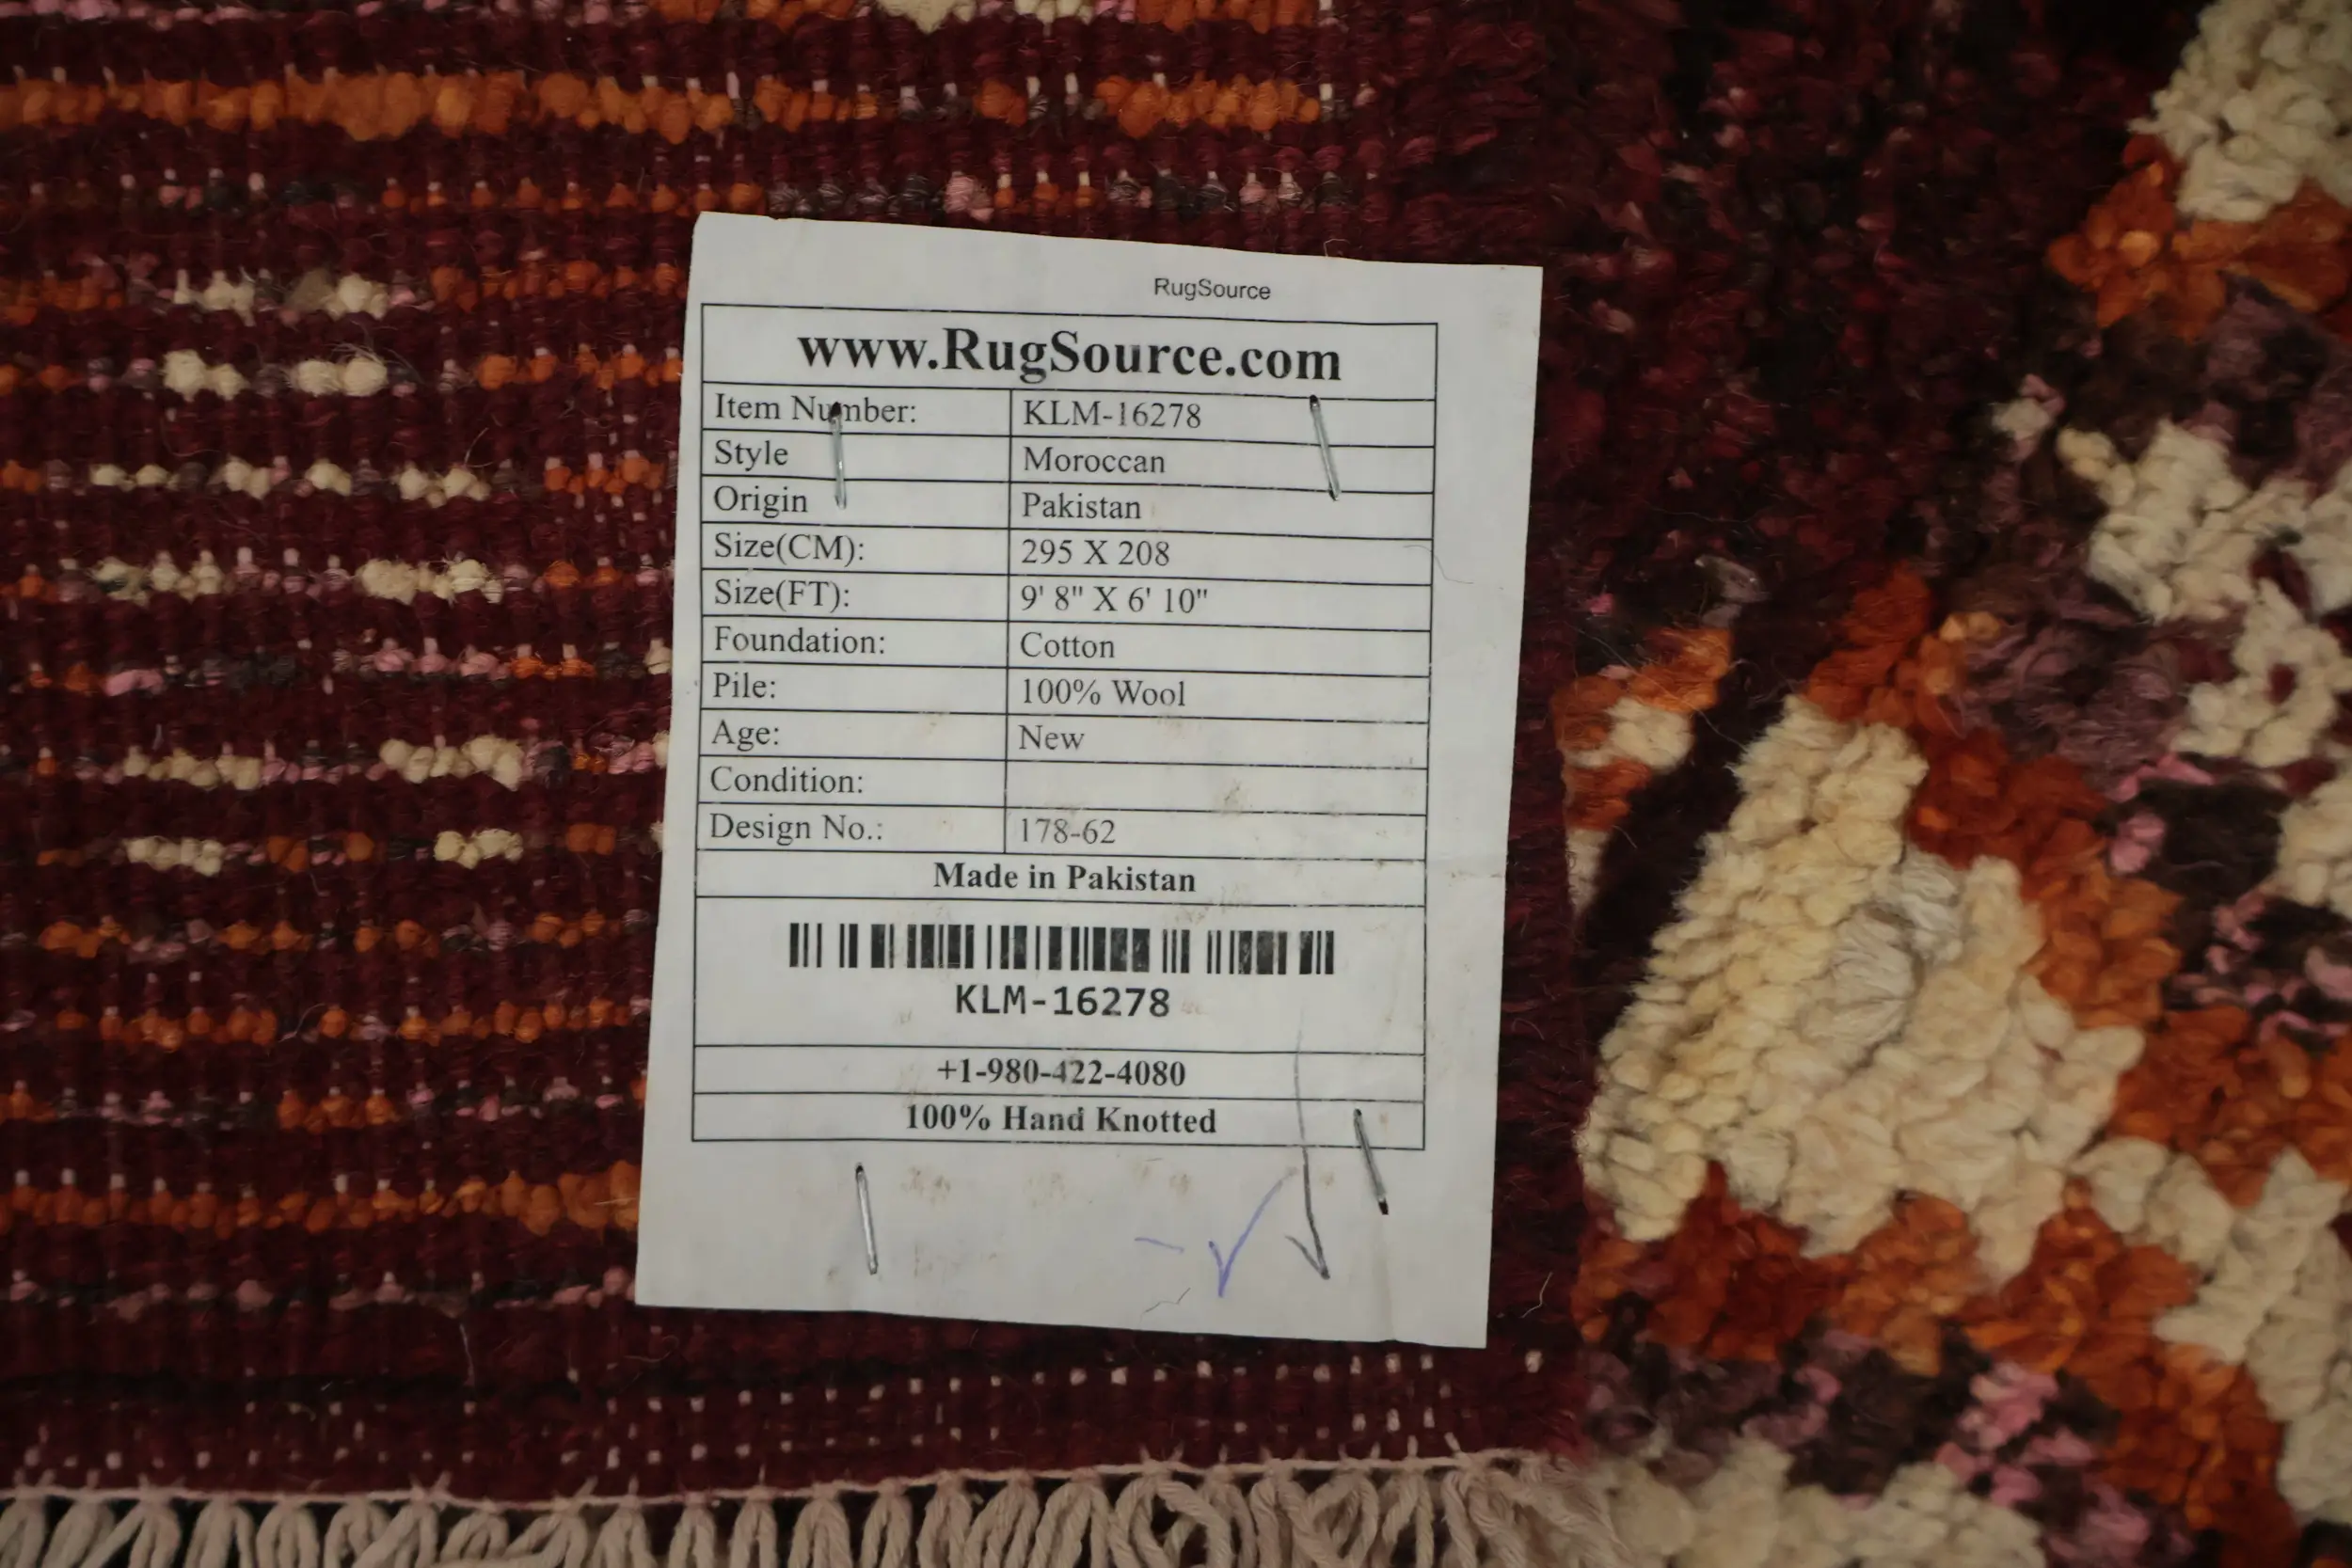 RugSource
www.RugSource.com
Item Number: KLM-16278
Style Moroccan
Origin Pakistan
Size(CM): 295 X 208
Size(FT): 9' 8" X 6' 10"
Foundation: Cotton
Pile: 100% Wool
Age: New
Condition:
Design No.: 178-62
Made in Pakistan
KLM-16278
+1-980-422-4080
100% Hand Knotted